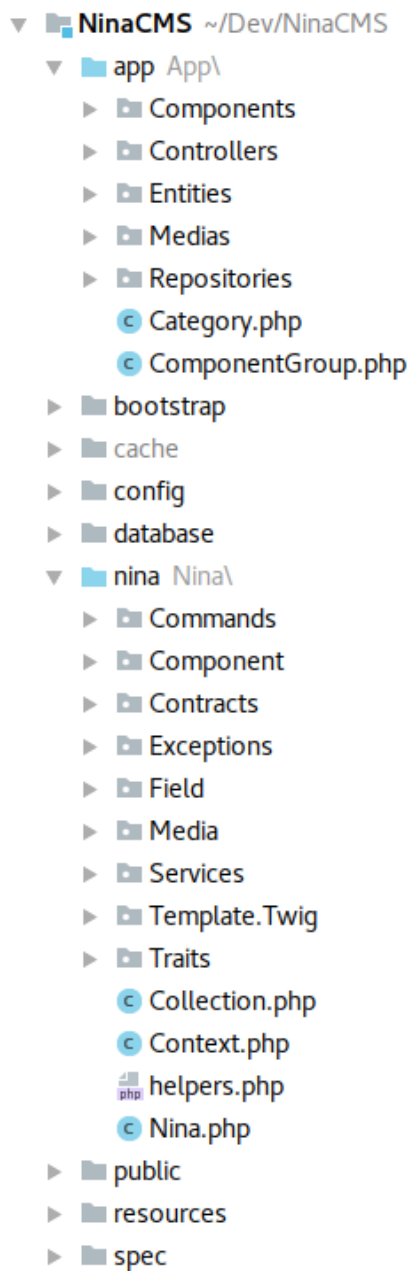 NinaCMS ~/Dev/NinaCMS
app App\
Components
Controllers
Entities
Medias
Repositories
C Category.php
C ComponentGroup.php
bootstrap
cache
config
database
nina Nina\
Commands
Component
Contracts
Exceptions
Field
Media
Services
Template.Twig
Traits
C Collection.php
C Context.php
php helpers.php
C Nina.php
public
resources
spec